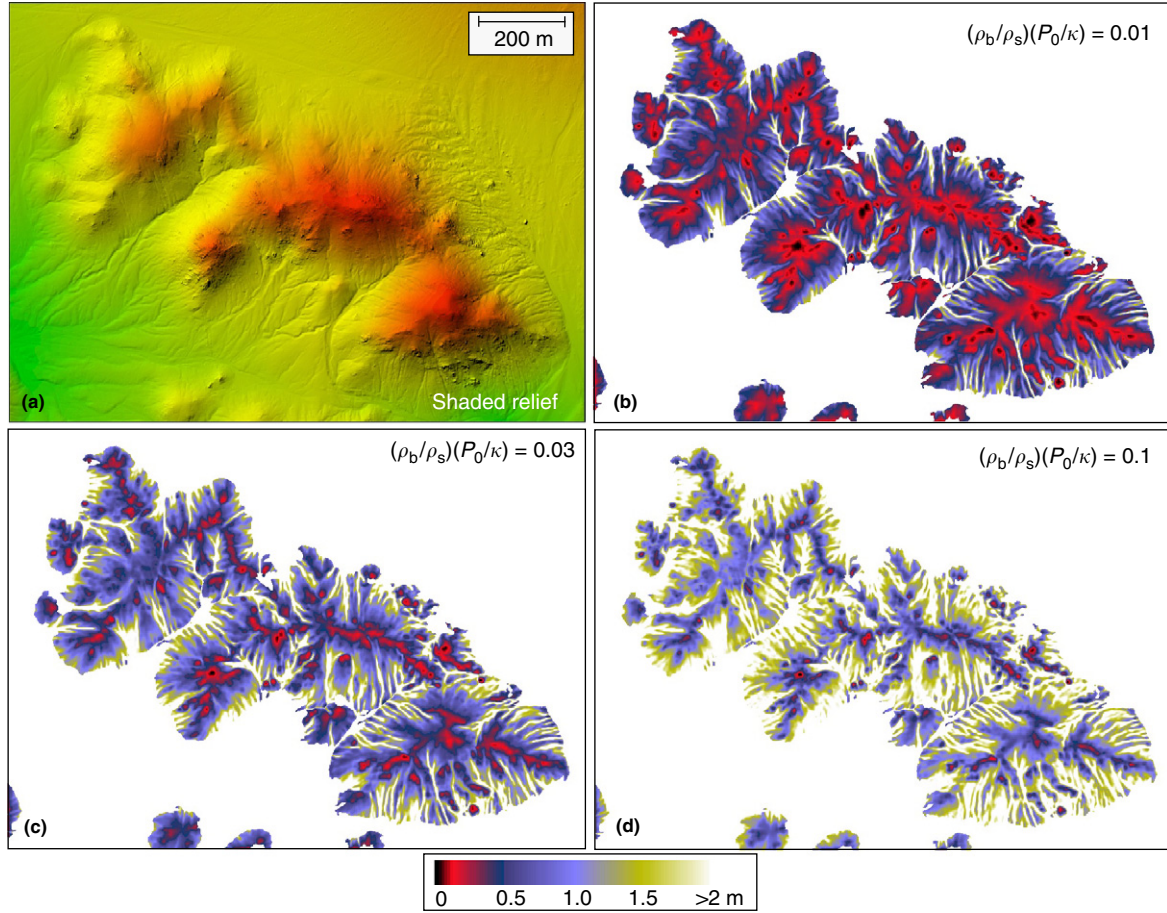 200 m
(a)
Shaded relief
(ρb/ρs)(P0/κ) = 0.01
(b)
(ρb/ρs)(P0/κ) = 0.03
(c)
(ρb/ρs)(P0/κ) = 0.1
(d)
0 0.5 1.0 1.5 >2 m